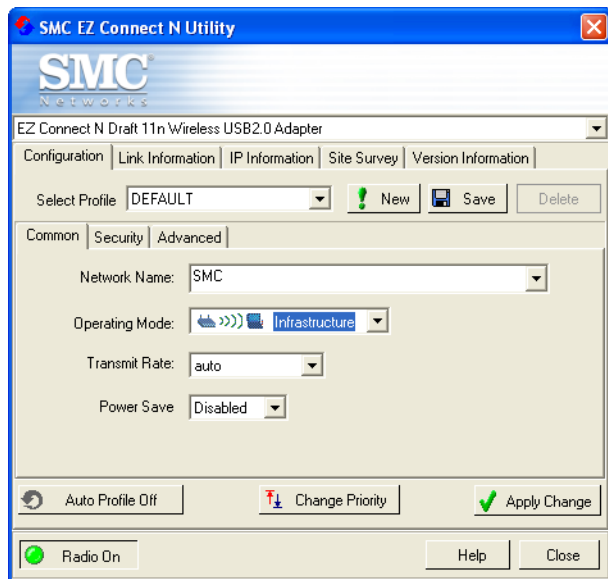 SMC EZ Connect N Utility
SMC
Networks
EZ Connect N Draft 11n Wireless USB2.0 Adapter
Configuration Link Information IP Information Site Survey Version Information
Select Profile DEFAULT New Save Delete
Common Security Advanced
Network Name: SMC
Operating Mode: Infrastructure
Transmit Rate: auto
Power Save Disabled
Auto Profile Off Change Priority Apply Change
Radio On Help Close